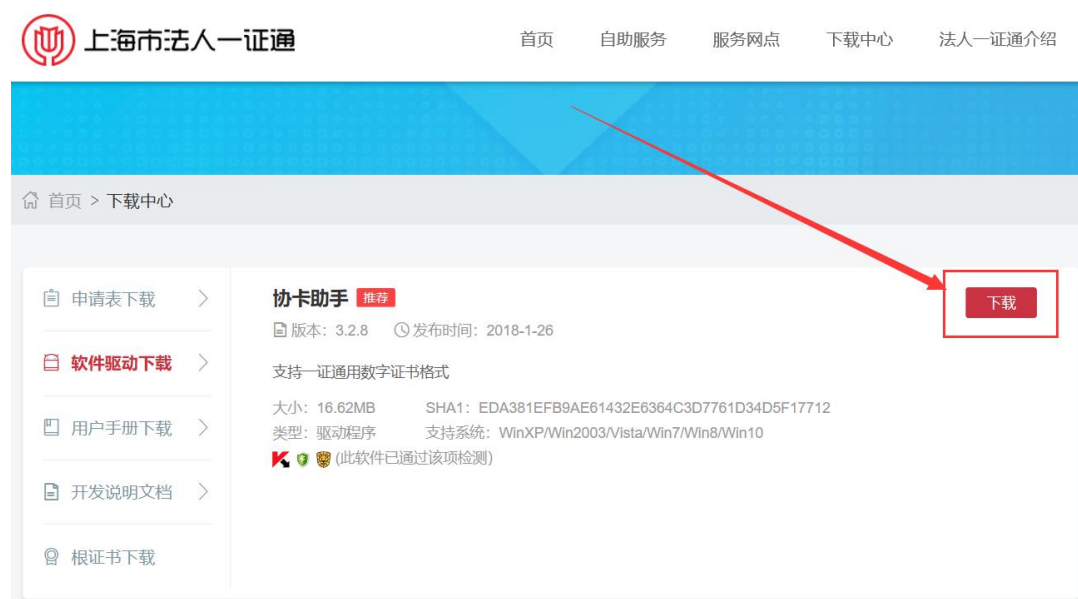 上海市法人一证通
首页 自助服务 服务网点 下载中心 法人一证通介绍
首页 > 下载中心
申请表下载
软件驱动下载
用户手册下载
开发说明文档
根证书下载
协卡助手 推荐
下载
版本：3.2.8 发布时间：2018-1-26
支持一证通用数字证书格式
大小：16.62MB SHA1：EDA381EFB9AE61432E6364C3D7761D34D5F17712
类型：驱动程序 支持系统：WinXP/Win2003/Vista/Win7/Win8/Win10
(此软件已通过该项检测)